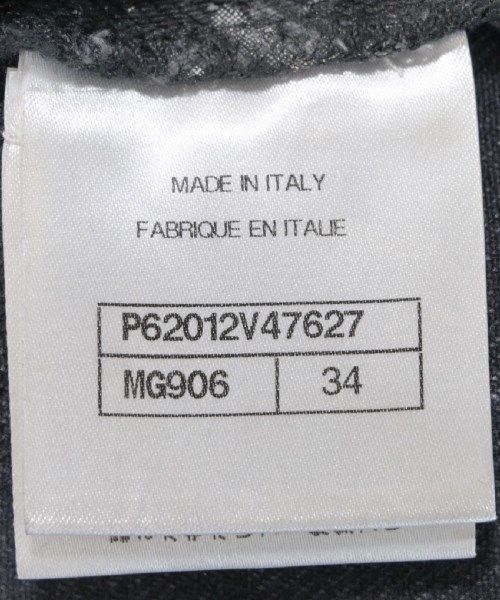 MADE IN ITALY
FABRIQUE EN ITALIE
P62012V47627
MG906 34